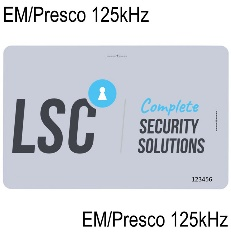 EM/Presco 125kHz
LSC
Complete
SECURITY
SOLUTIONS
123456
EM/Presco 125kHz